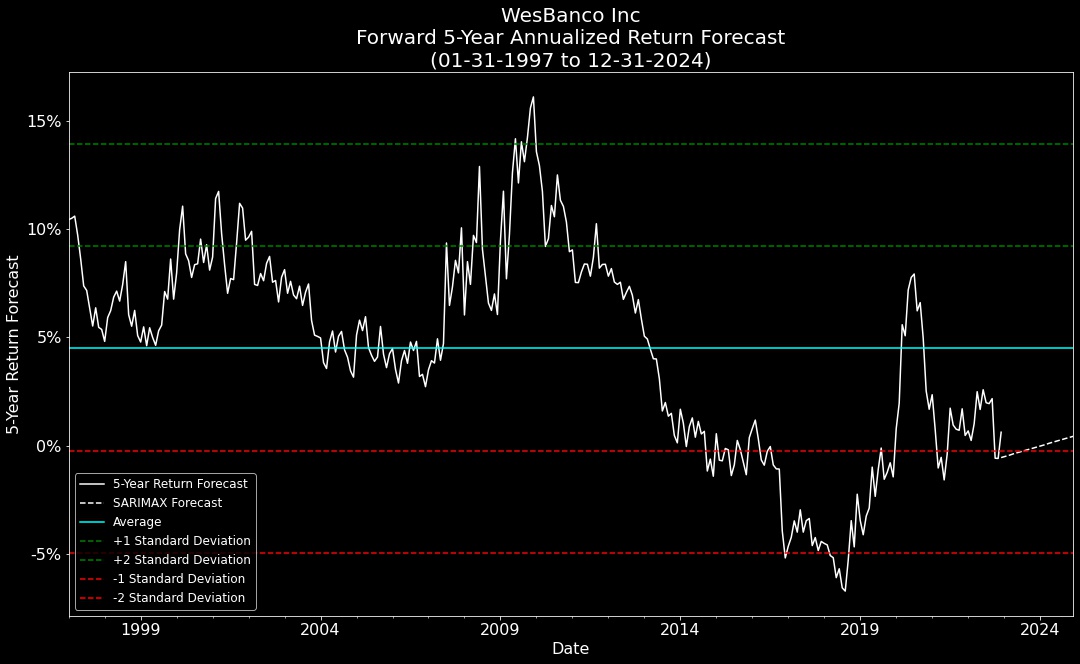 WesBanco Inc
Forward 5-Year Annualized Return Forecast
(01-31-1997 to 12-31-2024)
5-Year Return Forecast
15%
10%
5%
0%
-5%
5-Year Return Forecast
SARIMAX Forecast
Average
+1 Standard Deviation
+2 Standard Deviation
-1 Standard Deviation
-2 Standard Deviation
1999 2004 2009 2014 2019 2024
Date